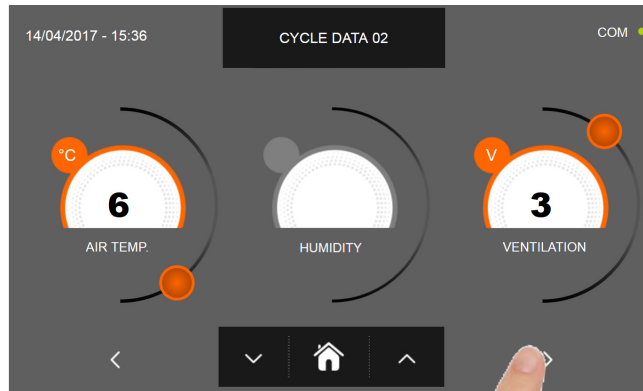 14/04/2017 - 15:36
CYCLE DATA 02
COM
°C
V
6
3
AIR TEMP.
HUMIDITY
VENTILATION